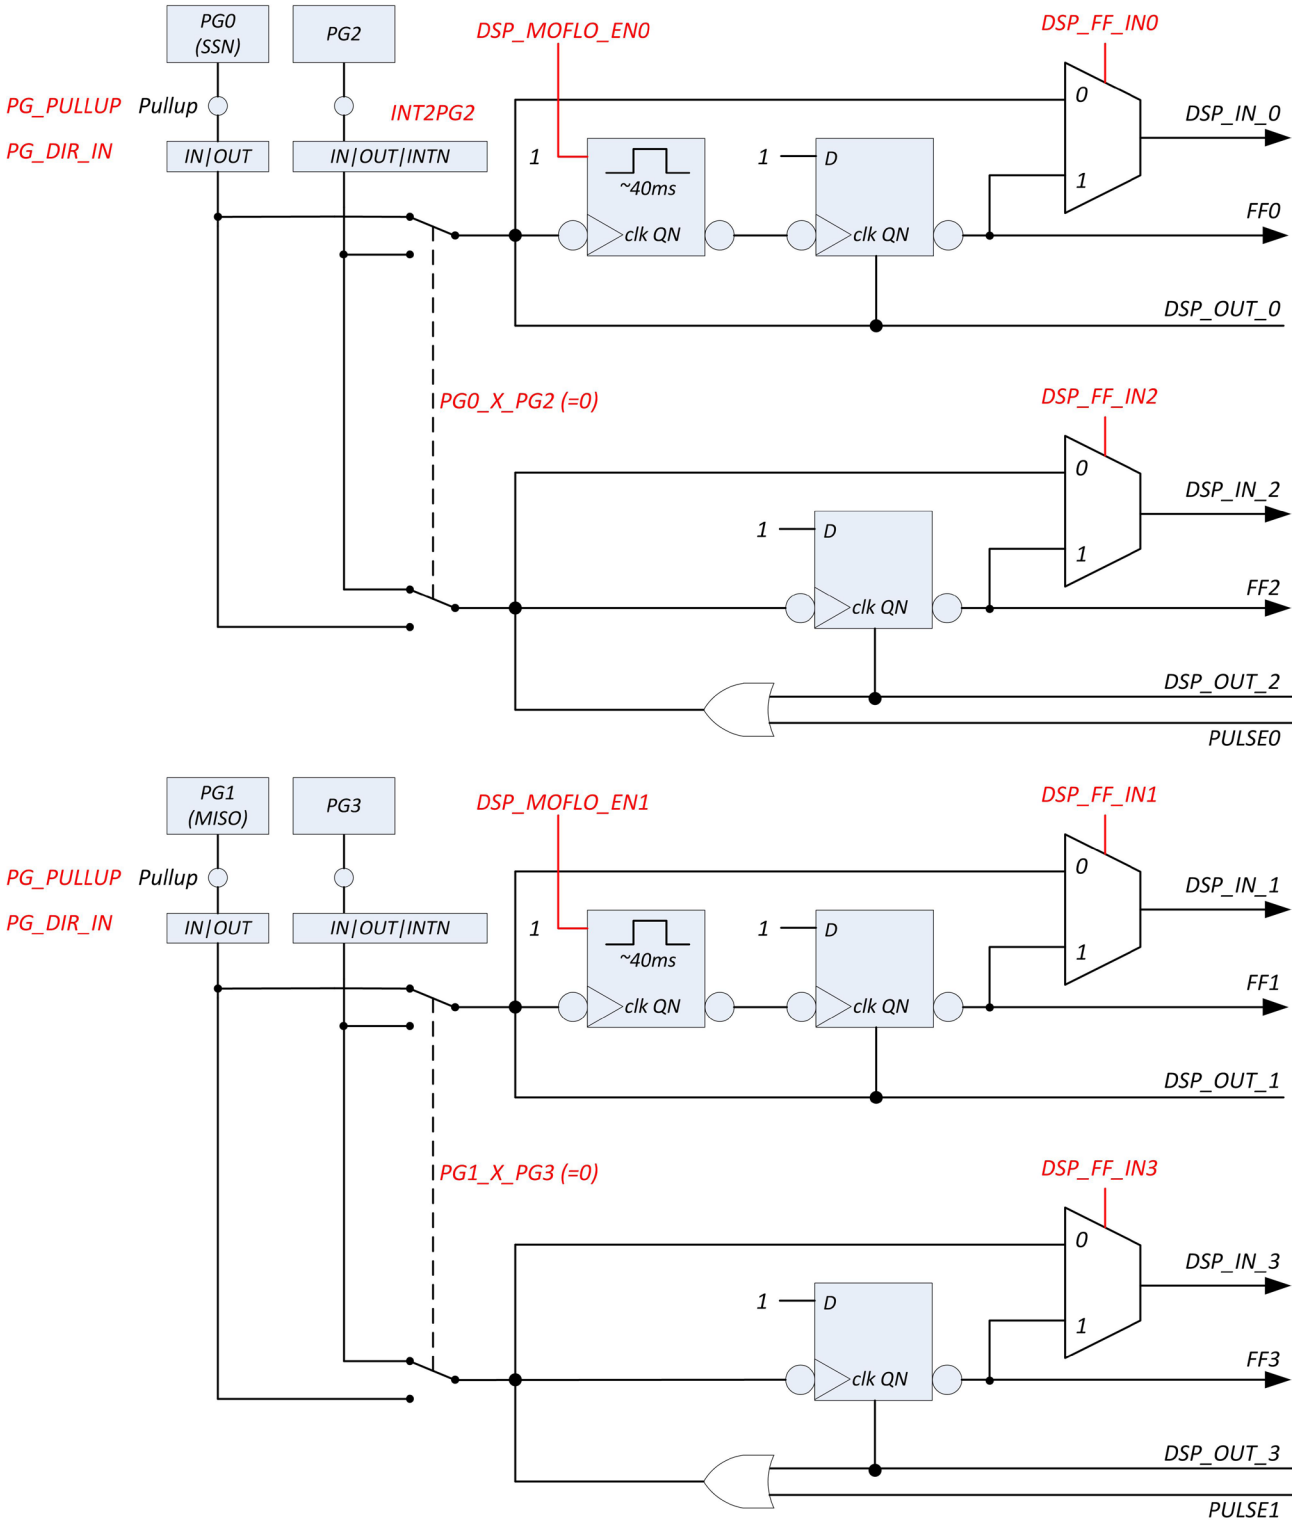 PG0
(SSN)
PG2
DSP_MOFLO_EN0
DSP_FF_IN0
PG_PULLUP Pullup
INT2PG2
0
DSP_IN_0
PG_DIR_IN
IN|OUT
IN|OUT|INTN
1
~40ms
1
D
1
clk QN
clk QN
FF0
DSP_OUT_0
PG0_X_PG2 (=0)
DSP_FF_IN2
0
DSP_IN_2
1
D
1
clk QN
FF2
DSP_OUT_2
PULSE0
PG1
(MISO)
PG3
DSP_MOFLO_EN1
DSP_FF_IN1
PG_PULLUP Pullup
0
DSP_IN_1
PG_DIR_IN
IN|OUT
IN|OUT|INTN
1
~40ms
1
D
1
clk QN
clk QN
FF1
DSP_OUT_1
PG1_X_PG3 (=0)
DSP_FF_IN3
0
DSP_IN_3
1
D
1
clk QN
FF3
DSP_OUT_3
PULSE1